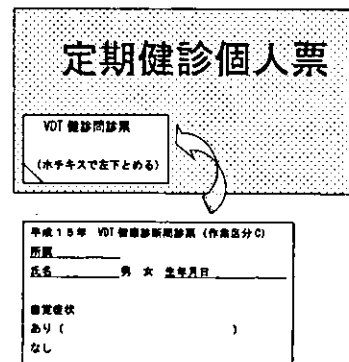 定期健診個人票
VDT 健診問診票
(ホチキスで左下とめる)
平成15年 VDT 健康診断問診票 (作業区分C)
所属
氏名 男 女 生年月日
自覚症状
あり ( )
なし